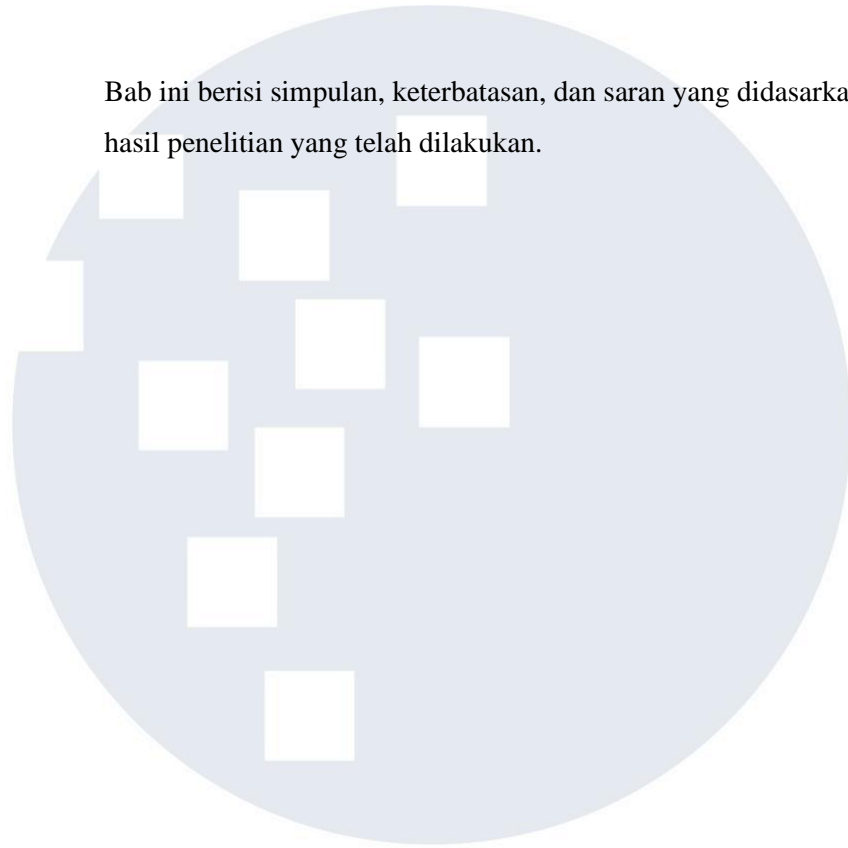 Bab ini berisi simpulan, keterbatasan, dan saran yang didasarka
hasil penelitian yang telah dilakukan.